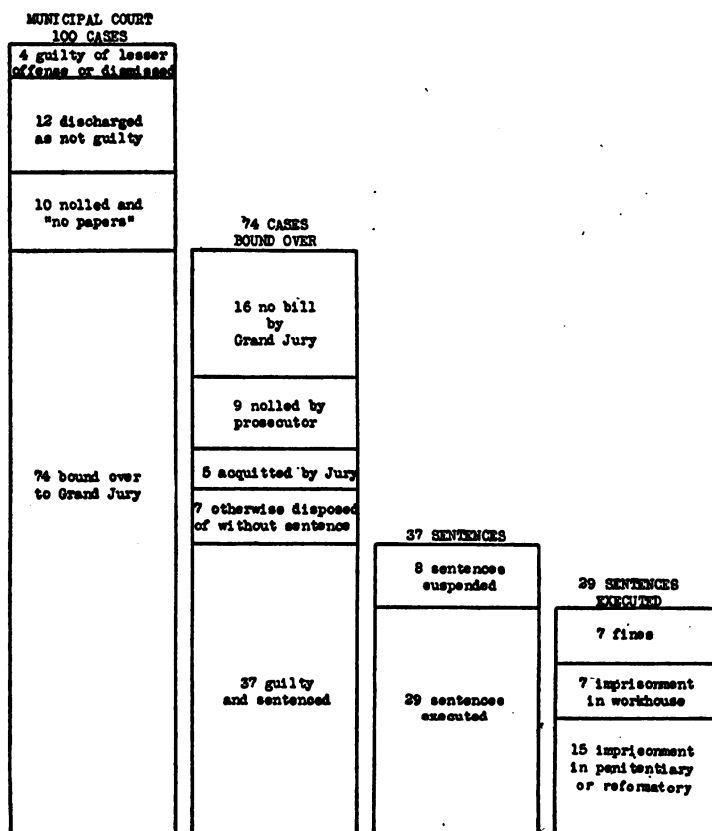 MUNICIPAL COURT
100 CASES
4 guilty of lesser
offense or dismissed
12 discharged
as not guilty
10 nolled and
"no papers"
74 bound over
to Grand Jury
74 CASES
BOUND OVER
16 no bill
by
Grand Jury
9 nolled by
prosecutor
5 acquitted by Jury
7 otherwise disposed
of without sentence
37 guilty
and sentenced
37 SENTENCES
8 sentences
suspended
29 sentences
executed
29 SENTENCES
EXECUTED
7 fines
7 imprisonment
in workhouse
15 imprisonment
in penitentiary
or reformatory